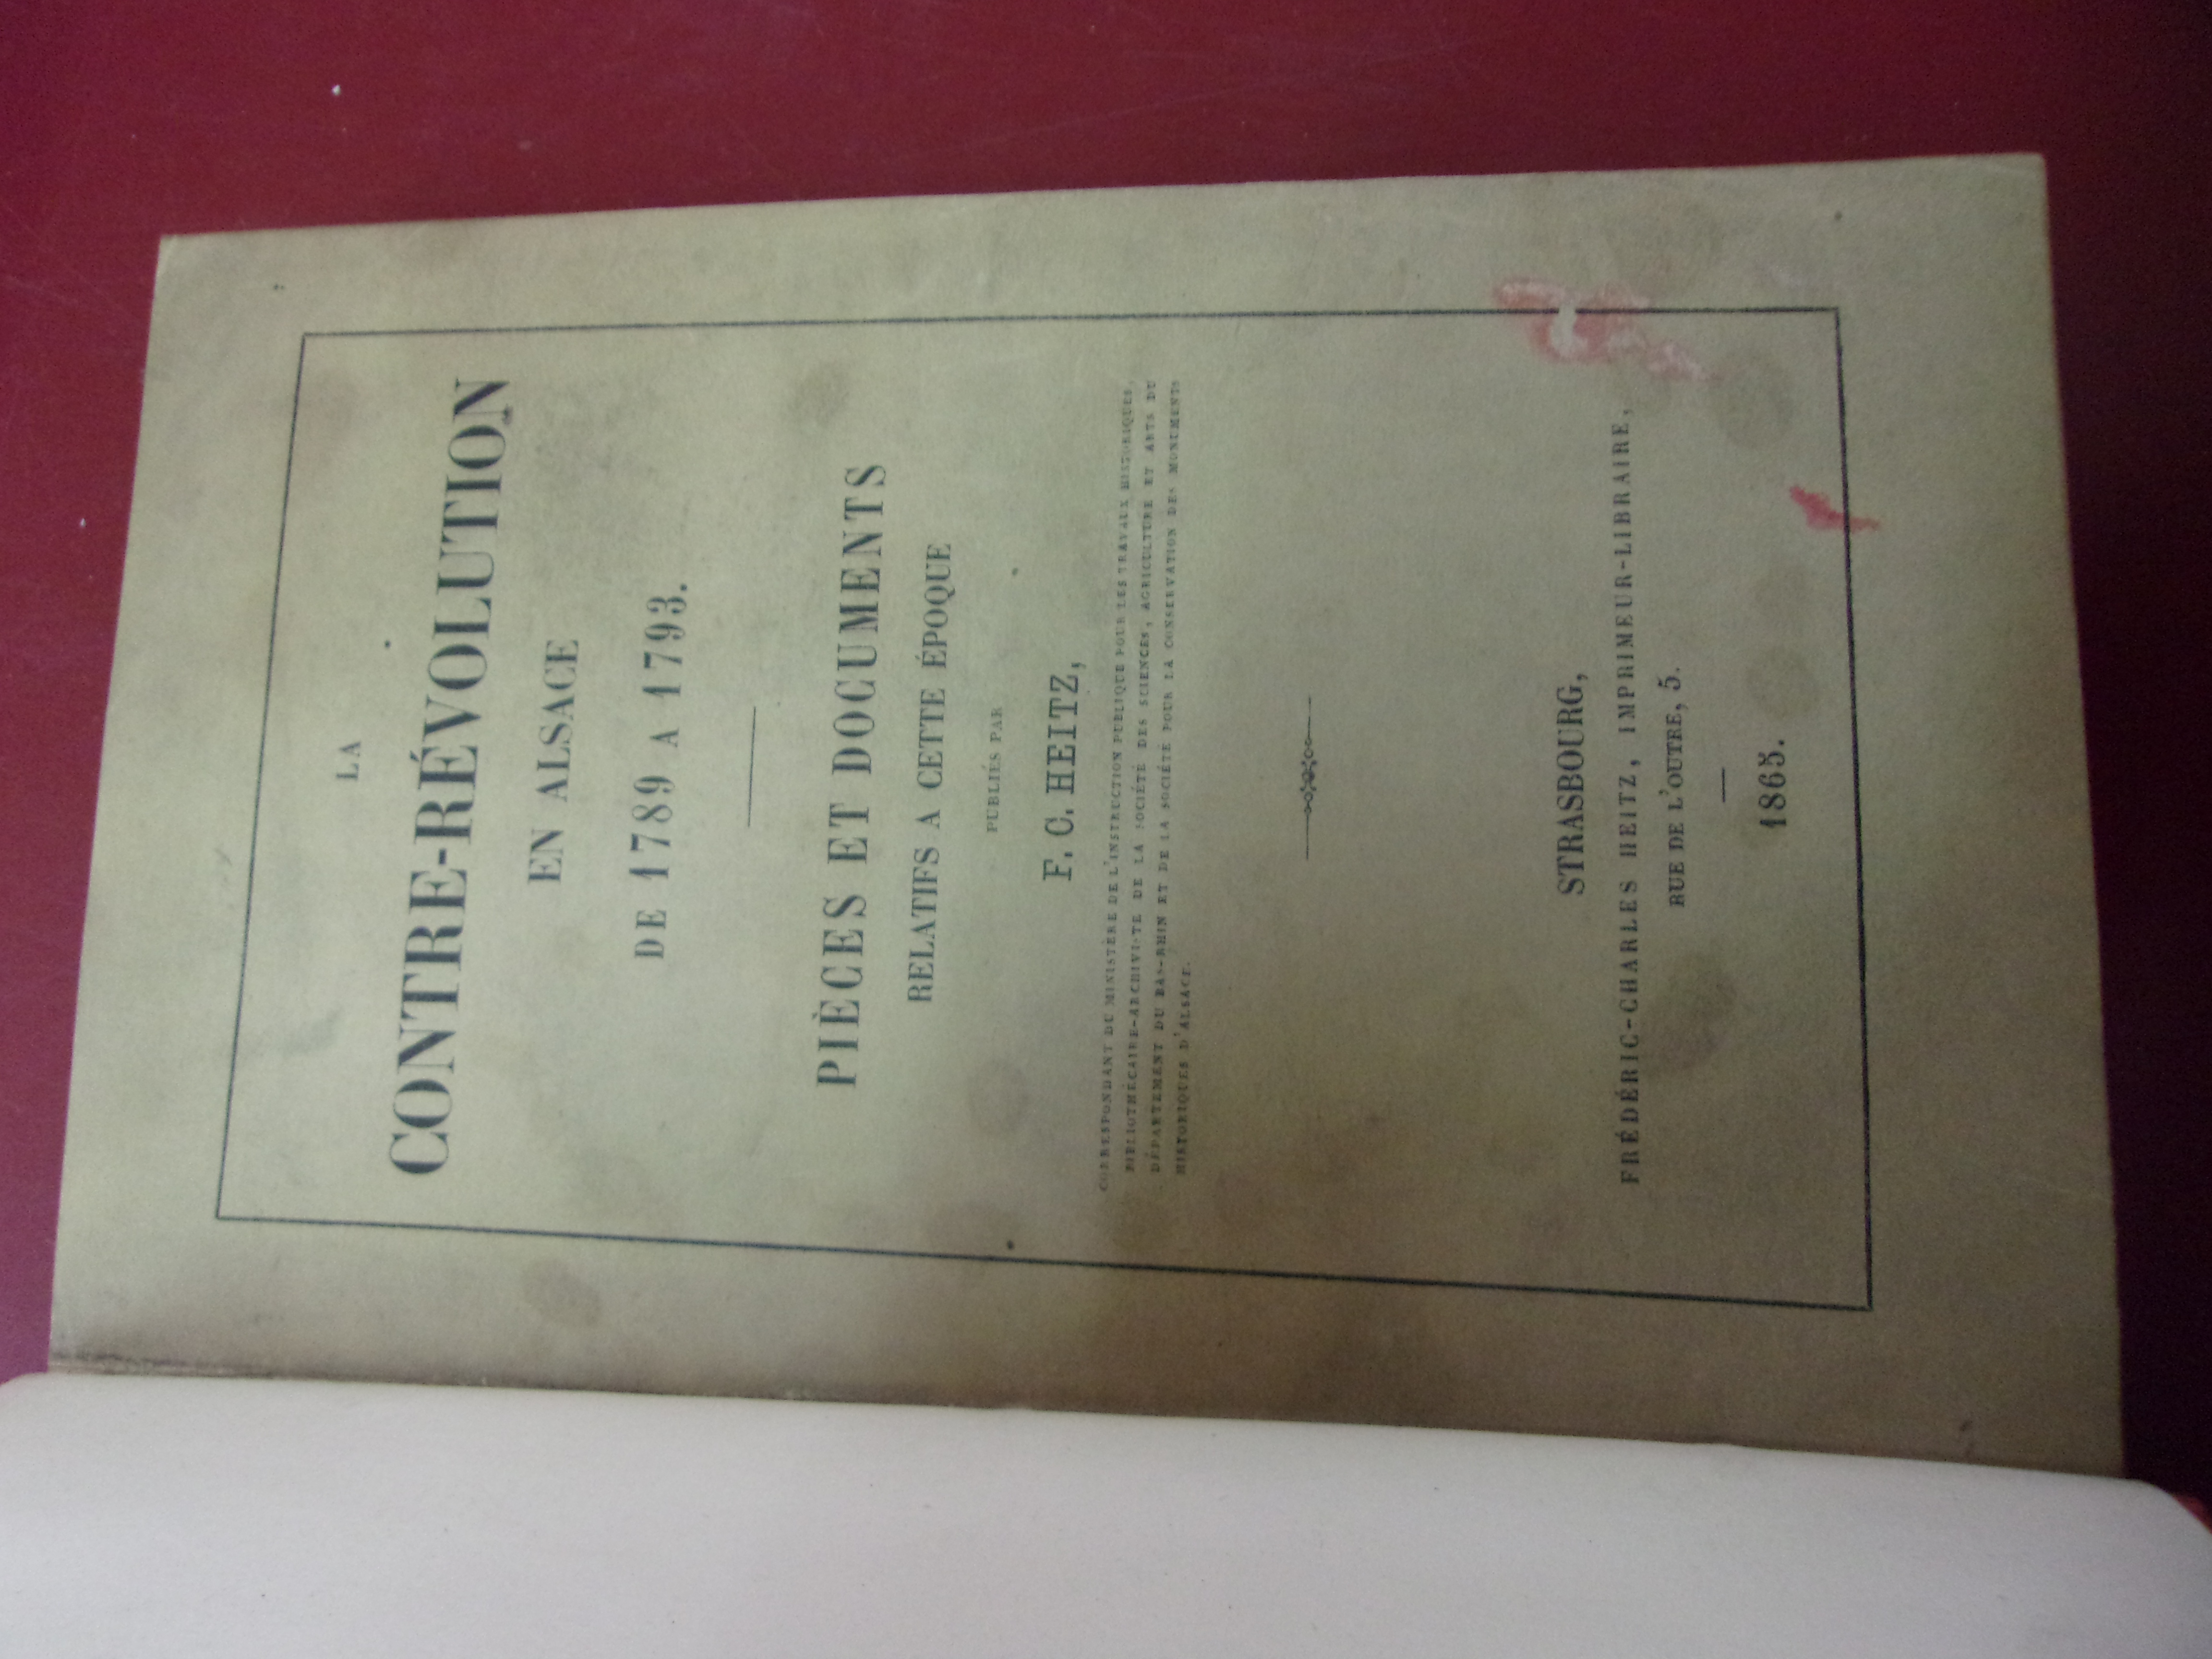 LA
CONTRE-RÉVOLUTION
EN ALSACE
DE 1789 A 1793.
PIÈCES ET DOCUMENTS
RELATIFS A CETTE ÉPOQUE
PUBLIÉS PAR
F. C. HEITZ,
CORRESPONDANT DU MINISTÈRE DE L'INSTRUCTION PUBLIQUE POUR LES TRAVAUX HISTORIQUES,
BIBLIOTHÉCAIRE-ARCHIVISTE DE LA SOCIÉTÉ DES SCIENCES, AGRICULTURE ET ARTS DU
DÉPARTEMENT DU BAS-RHIN ET DE LA SOCIÉTÉ POUR LA CONSERVATION DES MONUMENTS
HISTORIQUES D'ALSACE.
STRASBOURG,
FRÉDÉRIC-CHARLES HEITZ, IMPRIMEUR-LIBRAIRE,
RUE DE L'OUTRE, 5.
1865.